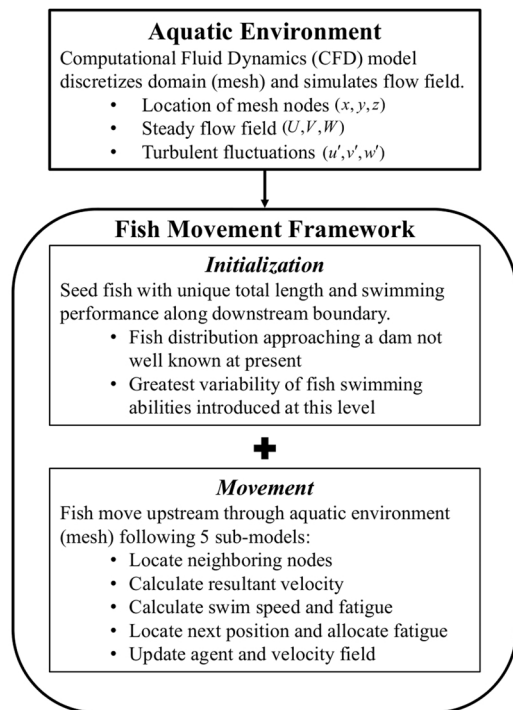 Aquatic Environment
Computational Fluid Dynamics (CFD) model
discretizes domain (mesh) and simulates flow field.
• Location of mesh nodes (x, y, z)
• Steady flow field (U,V,W)
• Turbulent fluctuations (u′,v′,w′)
Fish Movement Framework
Initialization
Seed fish with unique total length and swimming
performance along downstream boundary.
• Fish distribution approaching a dam not
well known at present
• Greatest variability of fish swimming
abilities introduced at this level
+
Movement
Fish move upstream through aquatic environment
(mesh) following 5 sub-models:
• Locate neighboring nodes
• Calculate resultant velocity
• Calculate swim speed and fatigue
• Locate next position and allocate fatigue
• Update agent and velocity field